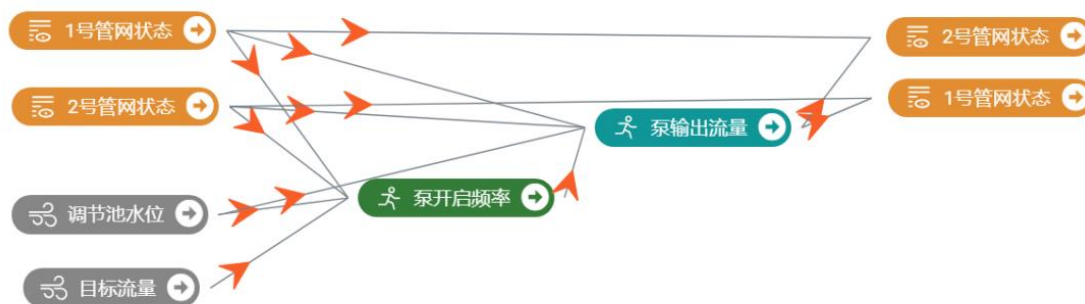 1号管网状态
2号管网状态
2号管网状态
1号管网状态
泵输出流量
泵开启频率
调节池水位
目标流量